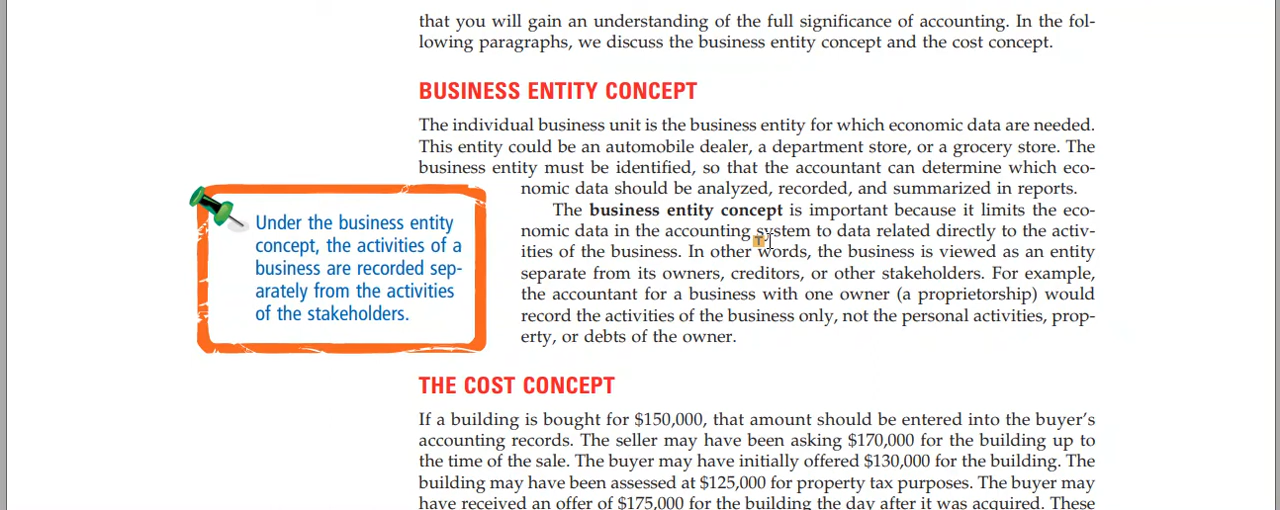 that you will gain an understanding of the full significance of accounting. In the fol-
lowing paragraphs, we discuss the business entity concept and the cost concept.
BUSINESS ENTITY CONCEPT
The individual business unit is the business entity for which economic data are needed.
This entity could be an automobile dealer, a department store, or a grocery store. The
business entity must be identified, so that the accountant can determine which eco-
nomic data should be analyzed, recorded, and summarized in reports.
The business entity concept is important because it limits the eco-
nomic data in the accounting system to data related directly to the activ-
ities of the business. In other words, the business is viewed as an entity
separate from its owners, creditors, or other stakeholders. For example,
the accountant for a business with one owner (a proprietorship) would
record the activities of the business only, not the personal activities, prop-
erty, or debts of the owner.
Under the business entity
concept, the activities of a
business are recorded sep-
arately from the activities
of the stakeholders.
THE COST CONCEPT
If a building is bought for $150,000, that amount should be entered into the buyer's
accounting records. The seller may have been asking $170,000 for the building up to
the time of the sale. The buyer may have initially offered $130,000 for the building. The
building may have been assessed at $125,000 for property tax purposes. The buyer may
have received an offer of $175,000 for the building the day after it was acquired. These